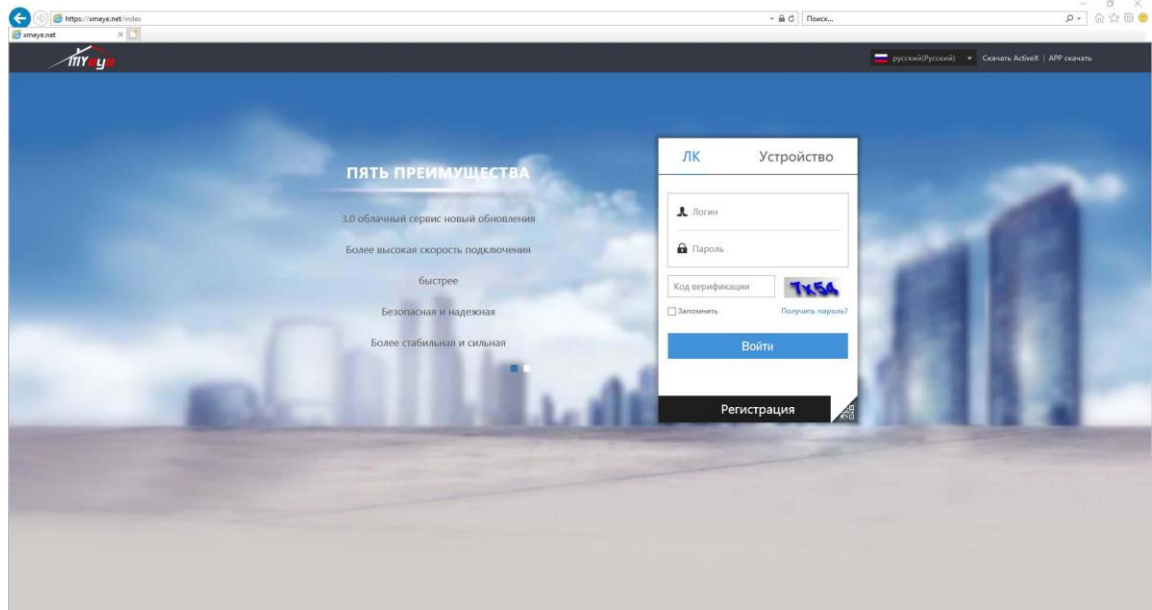 https://xmeye.net/index
Поиск...
xmeye.net
MYeye
русский(Русский)
Скачать ActiveX | APP скачать
ПЯТЬ ПРЕИМУЩЕСТВА
3.0 облачный сервис новый обновления
Более высокая скорость подключения
быстрее
Безопасная и надежная
Более стабильная и сильная
ЛК Устройство
Логин
Пароль
Код верификации 7x5a
Запомнить Получить пароль?
Войти
Регистрация